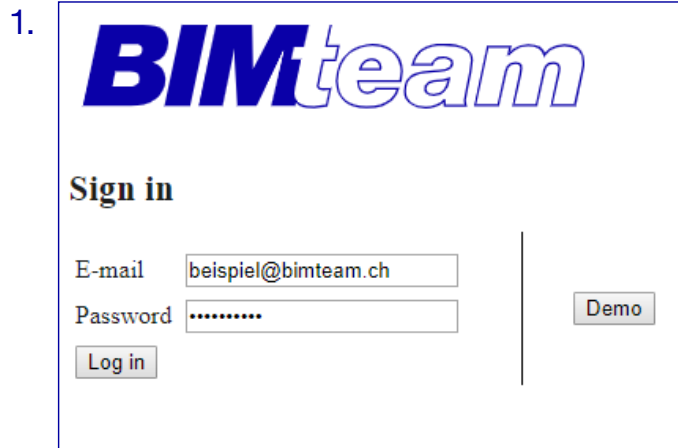 1.
BIMteam
Sign in
E-mail beispiel@bimteam.ch
Password ••••••••••
Demo
Log in